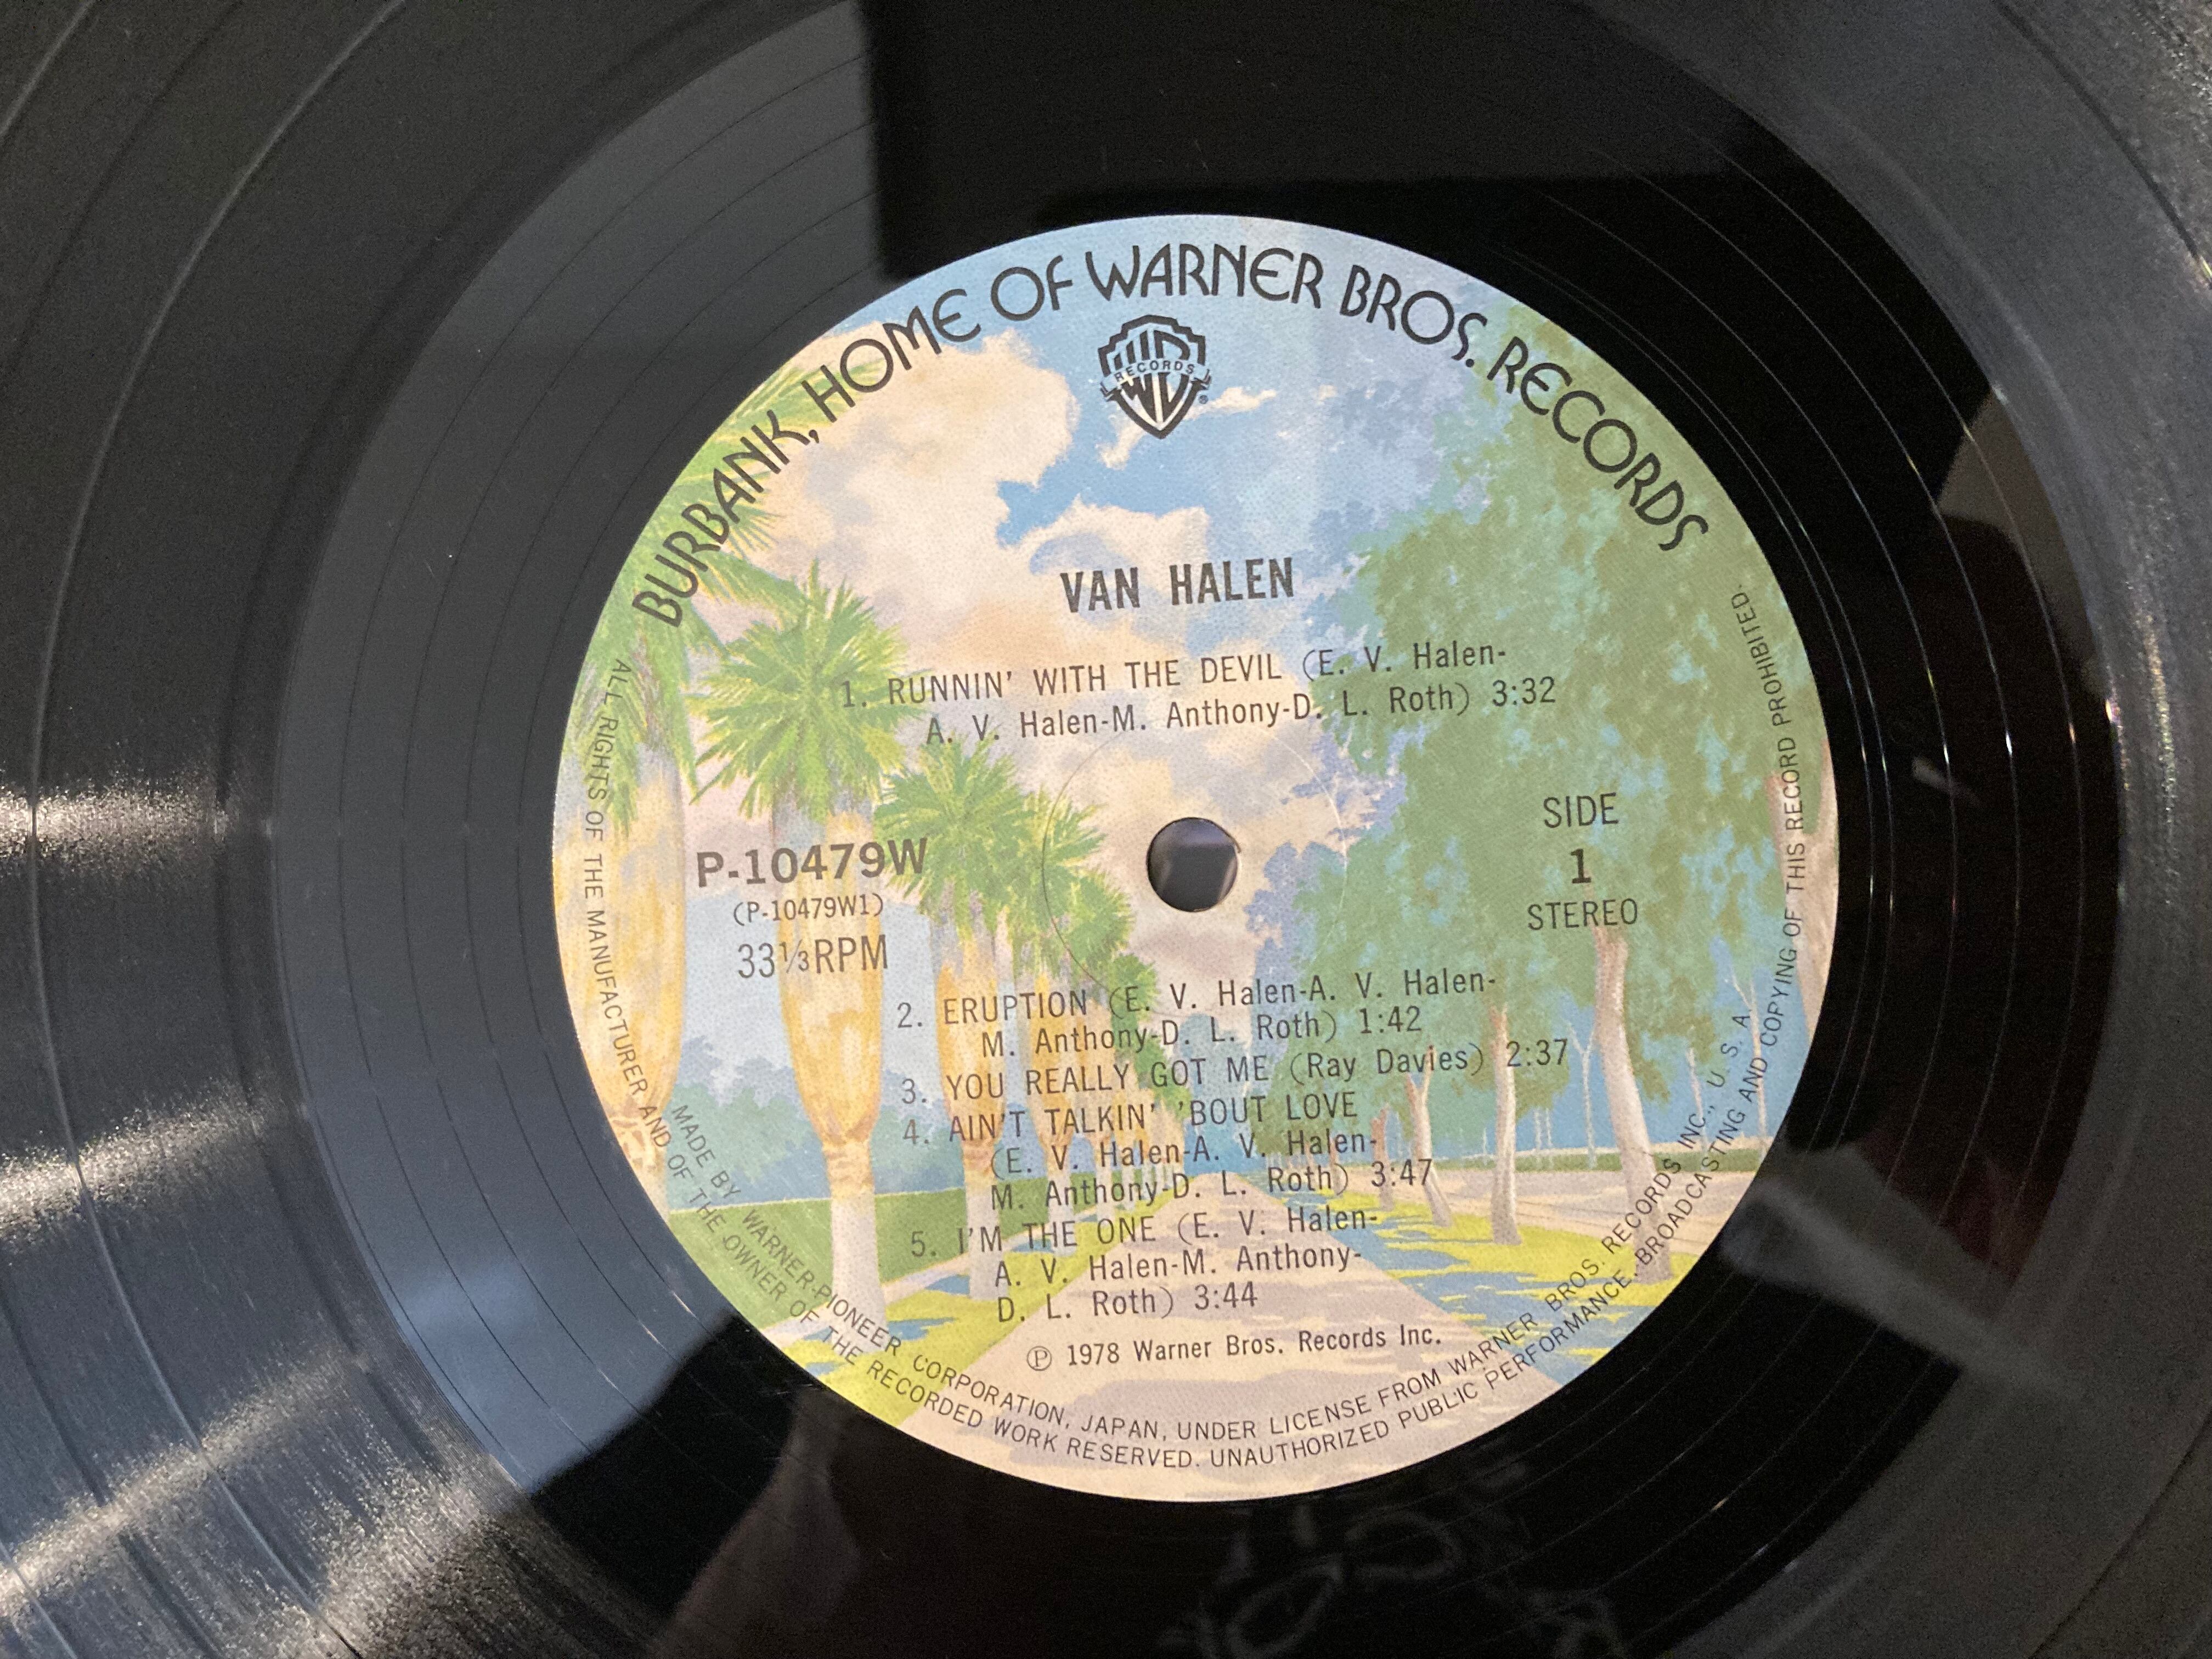 BURBANK, HOME OF WARNER BROS. RECORDS
WB
RECORDS
®
VAN HALEN
1. RUNNIN' WITH THE DEVIL (E. V. Halen-
A. V. Halen-M. Anthony-D. L. Roth) 3:32
P-10479W
(P-10479W1)
33⅓RPM
SIDE
1
STEREO
2. ERUPTION (E. V. Halen-A. V. Halen-
M. Anthony-D. L. Roth) 1:42
3. YOU REALLY GOT ME (Ray Davies) 2:37
4. AIN'T TALKIN' 'BOUT LOVE
(E. V. Halen-A. V. Halen-
M. Anthony-D. L. Roth) 3:47
5. I'M THE ONE (E. V. Halen-
A. V. Halen-M. Anthony-
D. L. Roth) 3:44
Ⓟ 1978 Warner Bros. Records Inc.
MADE BY WARNER-PIONEER CORPORATION, JAPAN, UNDER LICENSE FROM WARNER BROS. RECORDS INC., U. S. A.
ALL RIGHTS OF THE MANUFACTURER AND OF THE OWNER OF THE RECORDED WORK RESERVED. UNAUTHORIZED PUBLIC PERFORMANCE, BROADCASTING AND COPYING OF THIS RECORD PROHIBITED.